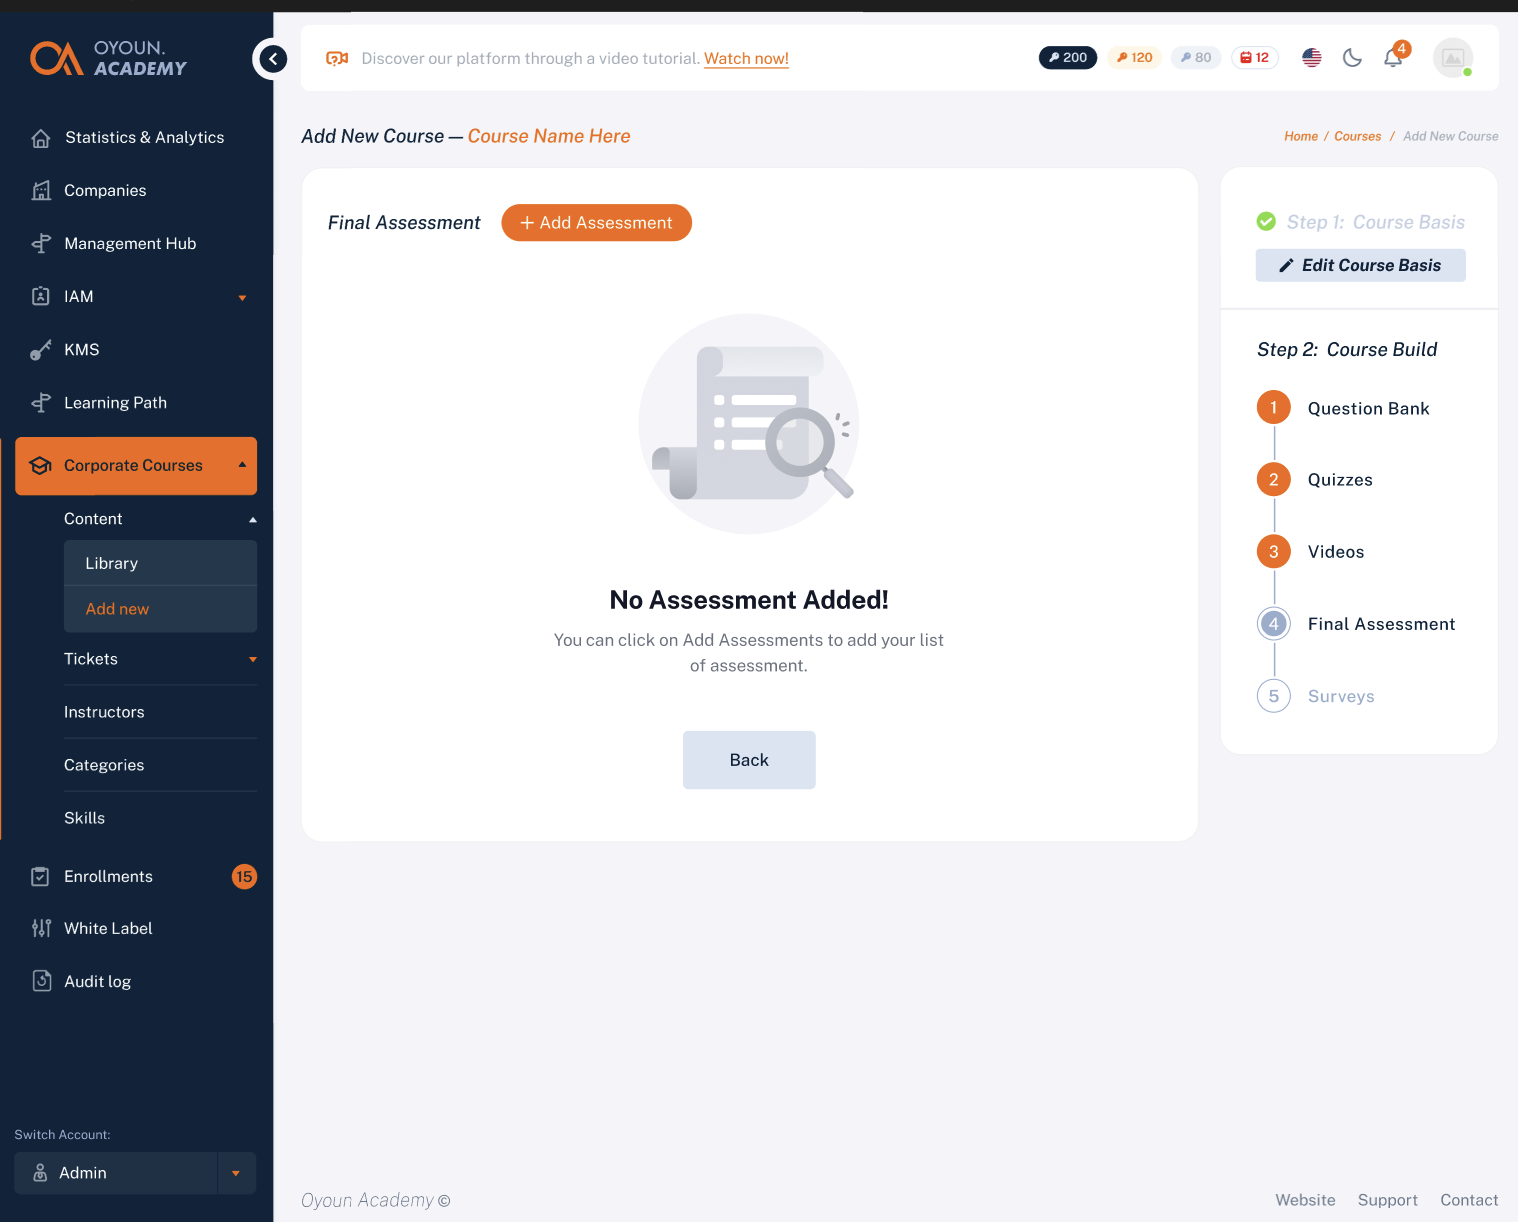 OYOUN.
ACADEMY
Statistics & Analytics
Companies
Management Hub
IAM
KMS
Learning Path
Corporate Courses
Content
Library
Add new
Tickets
Instructors
Categories
Skills
Enrollments 15
White Label
Audit log
Switch Account:
Admin
Discover our platform through a video tutorial. Watch now!
200 120 80 12 4
Add New Course — Course Name Here
Home / Courses / Add New Course
Final Assessment + Add Assessment
No Assessment Added!
You can click on Add Assessments to add your list
of assessment.
Back
Step 1: Course Basis
Edit Course Basis
Step 2: Course Build
1 Question Bank
2 Quizzes
3 Videos
4 Final Assessment
5 Surveys
Oyoun Academy ©
Website Support Contact